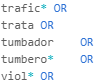 trafic* OR
trata OR
tumbador OR
tumbero* OR
viol* OR